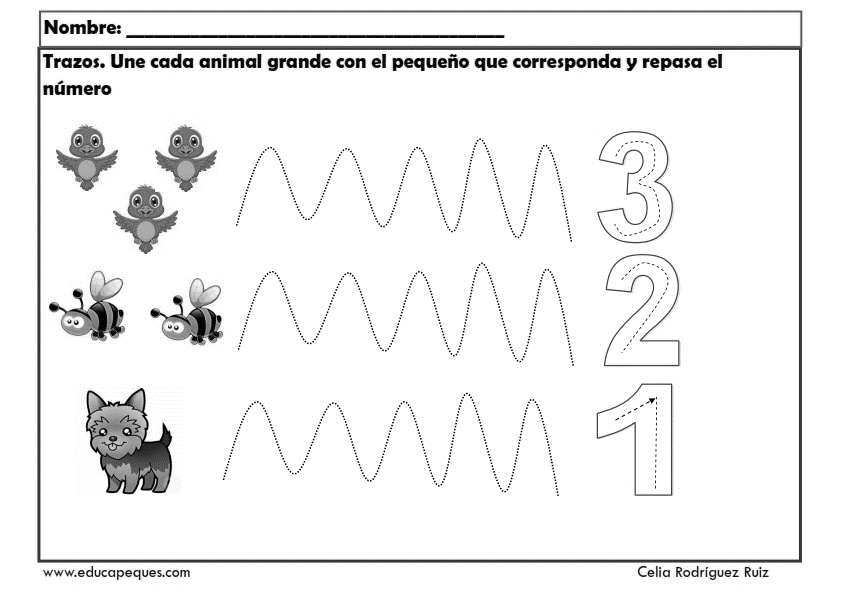 Nombre: ________________________________________
Trazos. Une cada animal grande con el pequeño que corresponda y repasa el
número
3
2
1
www.educapeques.com Celia Rodríguez Ruiz